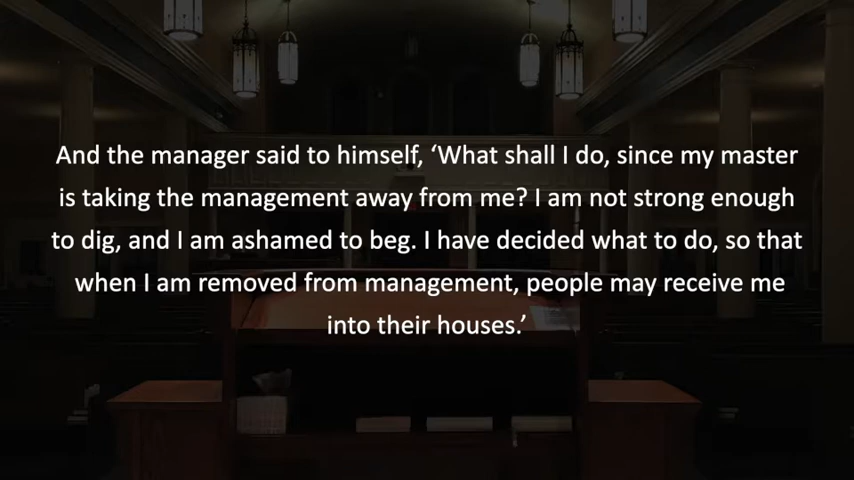 And the manager said to himself, ‘What shall I do, since my master
is taking the management away from me? I am not strong enough
to dig, and I am ashamed to beg. I have decided what to do, so that
when I am removed from management, people may receive me
into their houses.’